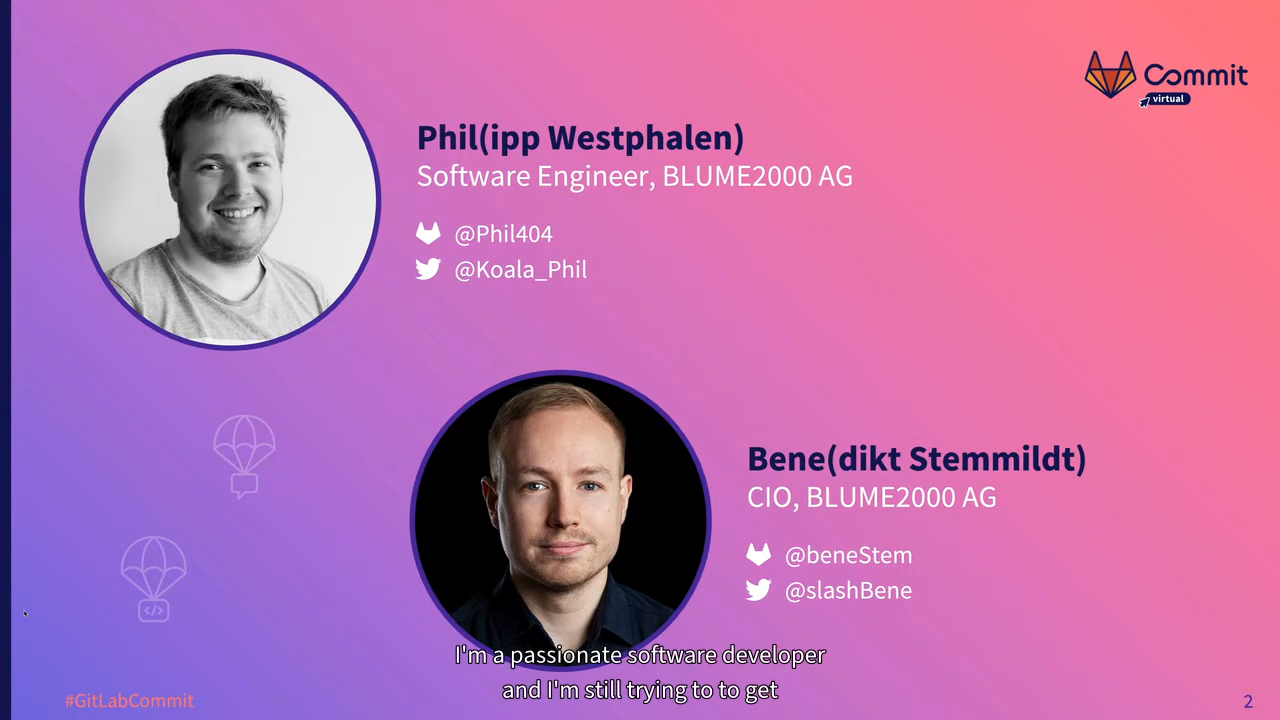 Commit
virtual
Phil(ipp Westphalen)
Software Engineer, BLUME2000 AG
@Phil404
@Koala_Phil
Bene(dikt Stemmildt)
CIO, BLUME2000 AG
@beneStem
@slashBene
</>
I'm a passionate software developer
and I'm still trying to to get
#GitLabCommit
2